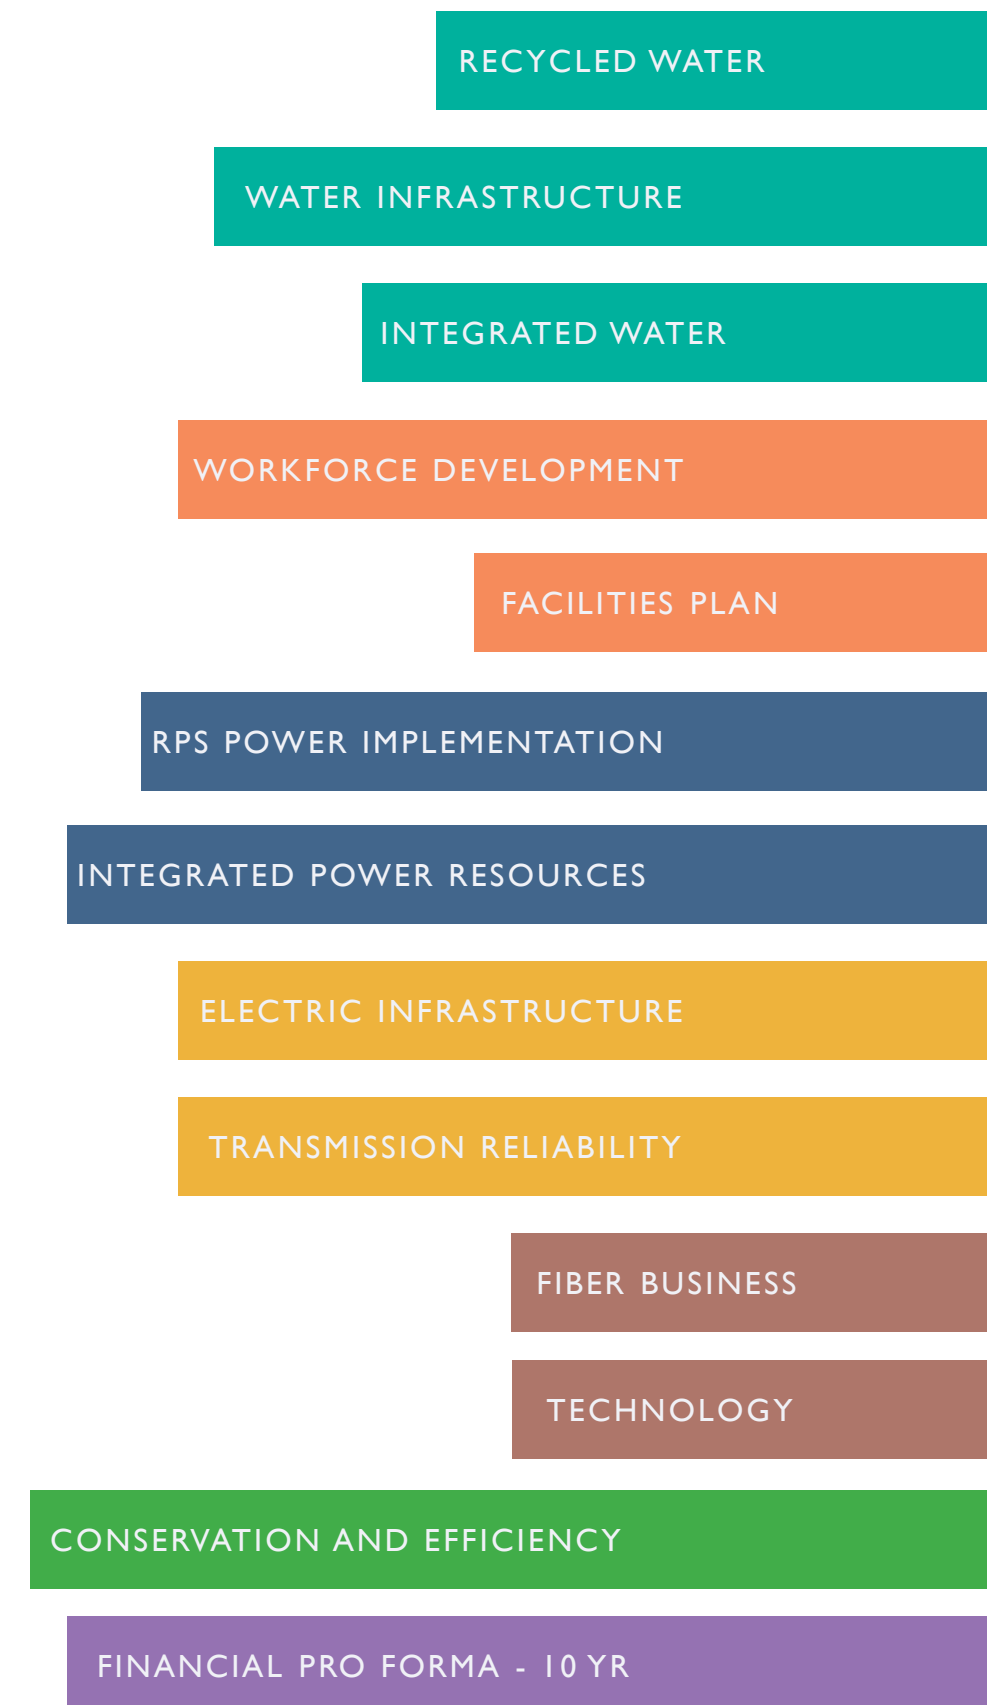 RECYCLED WATER
WATER INFRASTRUCTURE
INTEGRATED WATER
WORKFORCE DEVELOPMENT
FACILITIES PLAN
RPS POWER IMPLEMENTATION
INTEGRATED POWER RESOURCES
ELECTRIC INFRASTRUCTURE
TRANSMISSION RELIABILITY
FIBER BUSINESS
TECHNOLOGY
CONSERVATION AND EFFICIENCY
FINANCIAL PRO FORMA - 10 YR